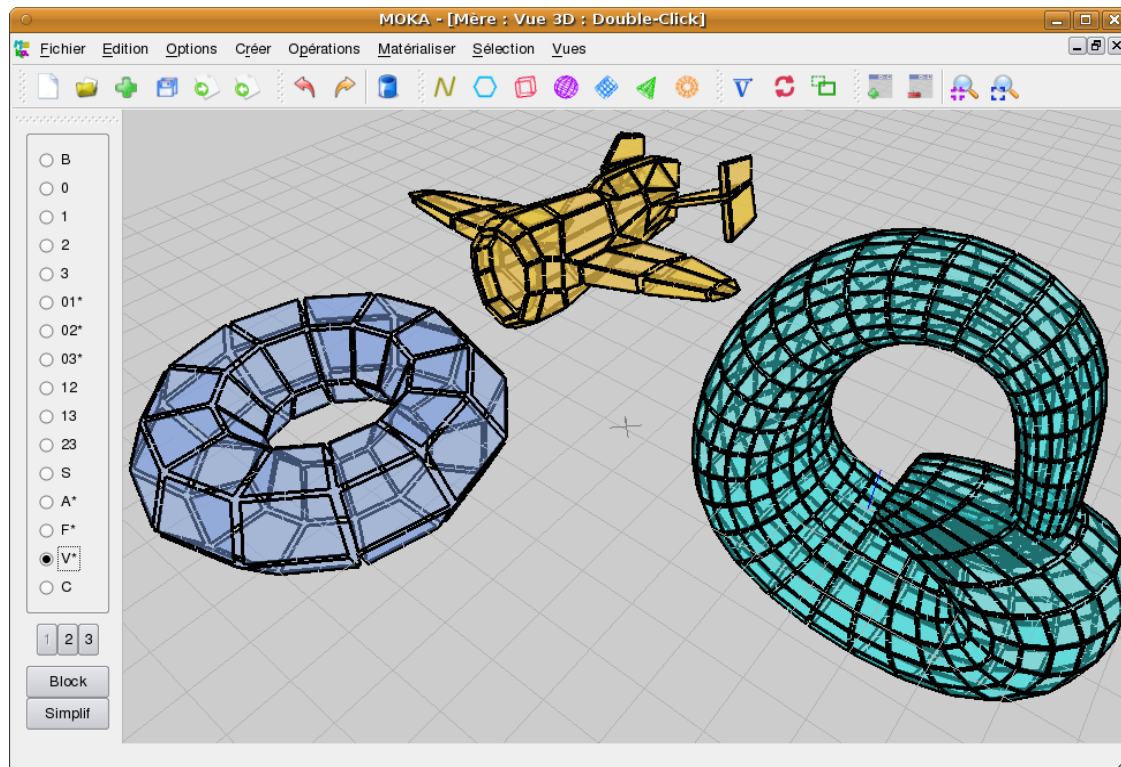 MOKA - [Mère : Vue 3D : Double-Click]
Fichier Edition Options Créer Opérations Matérialiser Sélection Vues
B
0
1
2
3
01*
02*
03*
12
13
23
S
A*
F*
V*
C
1 2 3
Block
Simplif